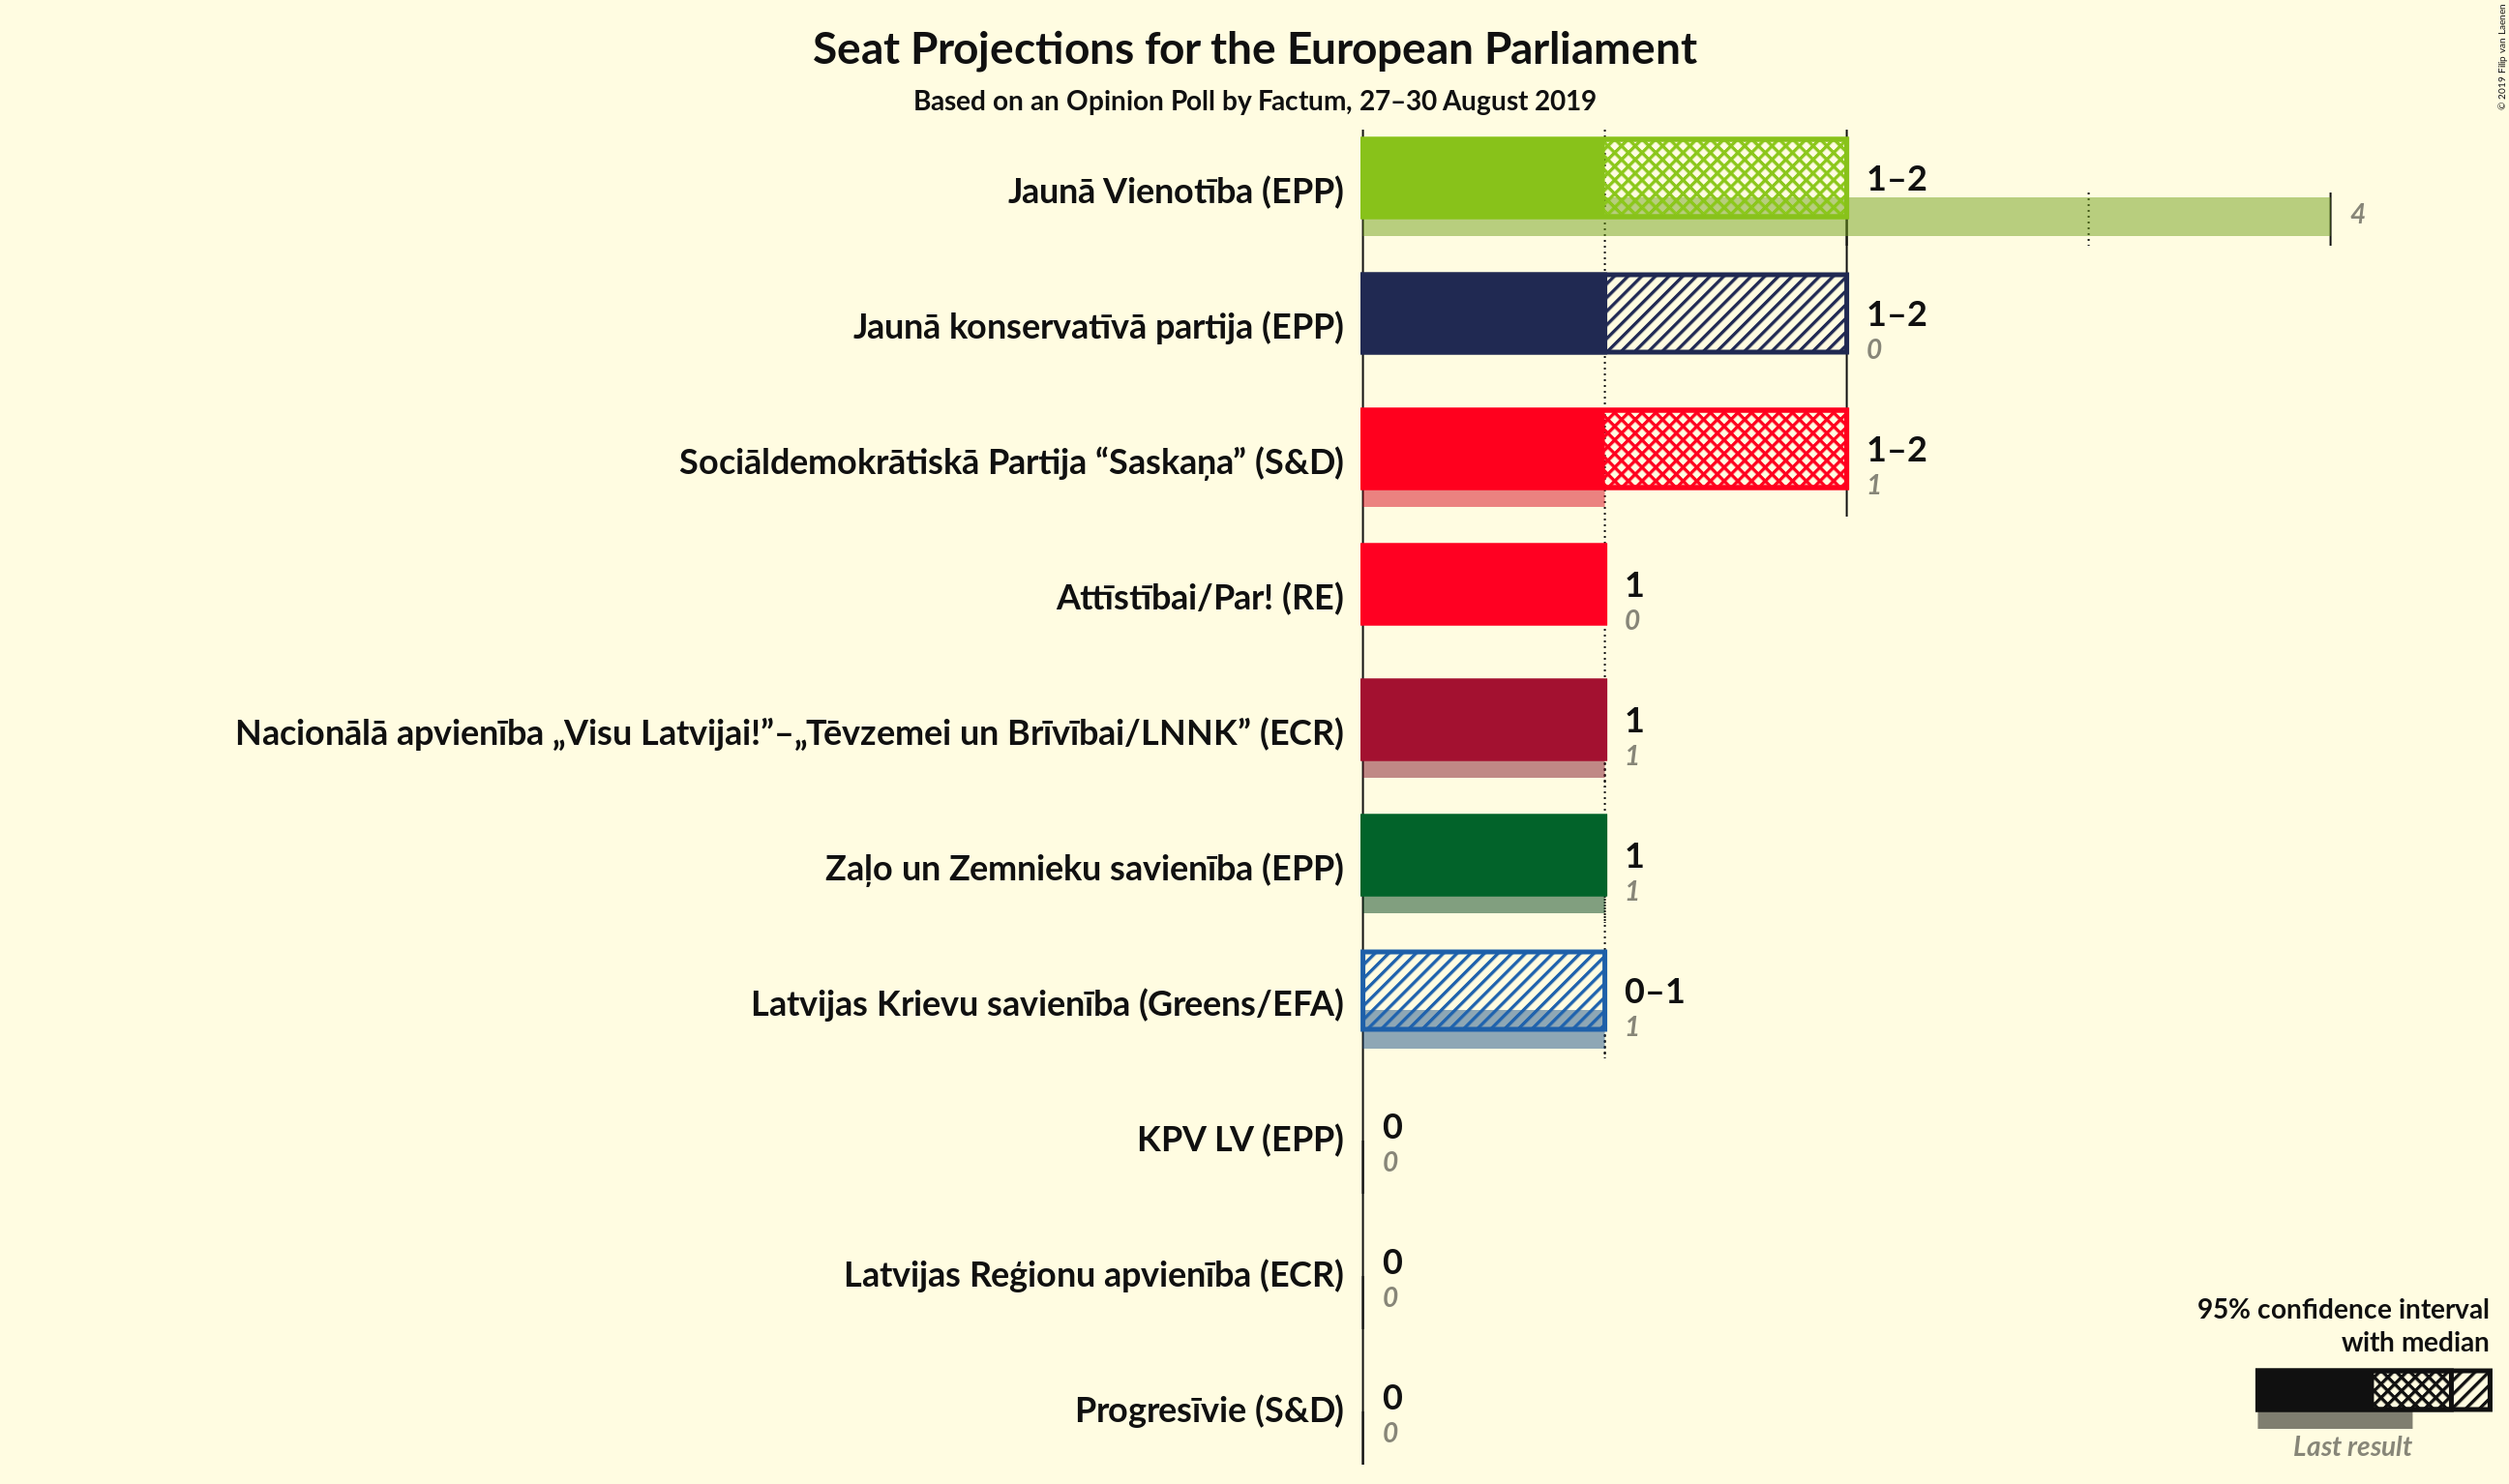 Seat Projections for the European Parliament
Based on an Opinion Poll by Factum, 27–30 August 2019
© 2019 Filip van Laenen
Jaunā Vienotība (EPP)
1–2
4
Jaunā konservatīvā partija (EPP)
1–2
0
Sociāldemokrātiskā Partija “Saskaņa” (S&D)
1–2
1
Attīstībai/Par! (RE)
1
0
Nacionālā apvienība „Visu Latvijai!”–„Tēvzemei un Brīvībai/LNNK” (ECR)
1
1
Zaļo un Zemnieku savienība (EPP)
1
1
Latvijas Krievu savienība (Greens/EFA)
0–1
1
KPV LV (EPP)
0
0
Latvijas Reģionu apvienība (ECR)
0
0
Progresīvie (S&D)
0
0
95% confidence interval
with median
Last result